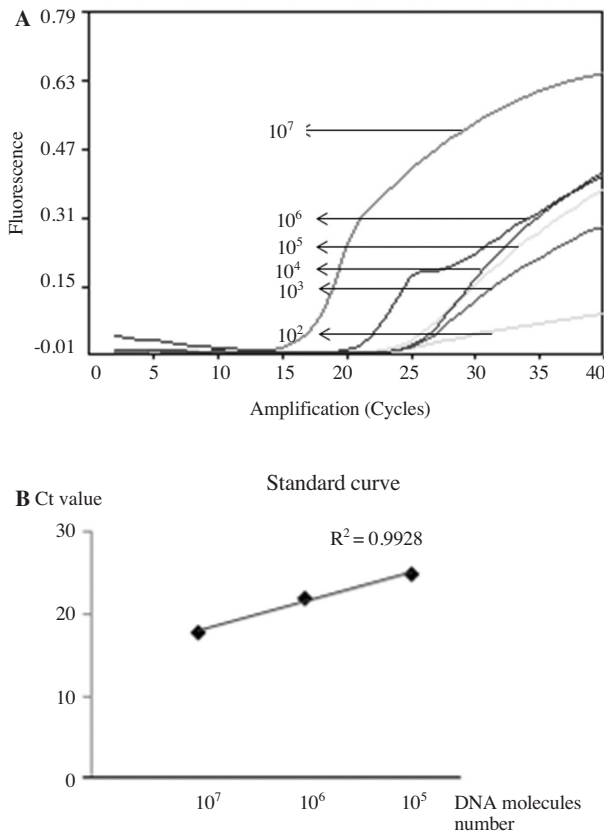 A
0.79
0.63
0.47
0.31
0.15
-0.01
Fluorescence
10⁷
10⁶
10⁵
10⁴
10³
10²
0 5 10 15 20 25 30 35 40
Amplification (Cycles)
B Ct value
Standard curve
R² = 0.9928
30
20
10
0
10⁷ 10⁶ 10⁵ DNA molecules
number